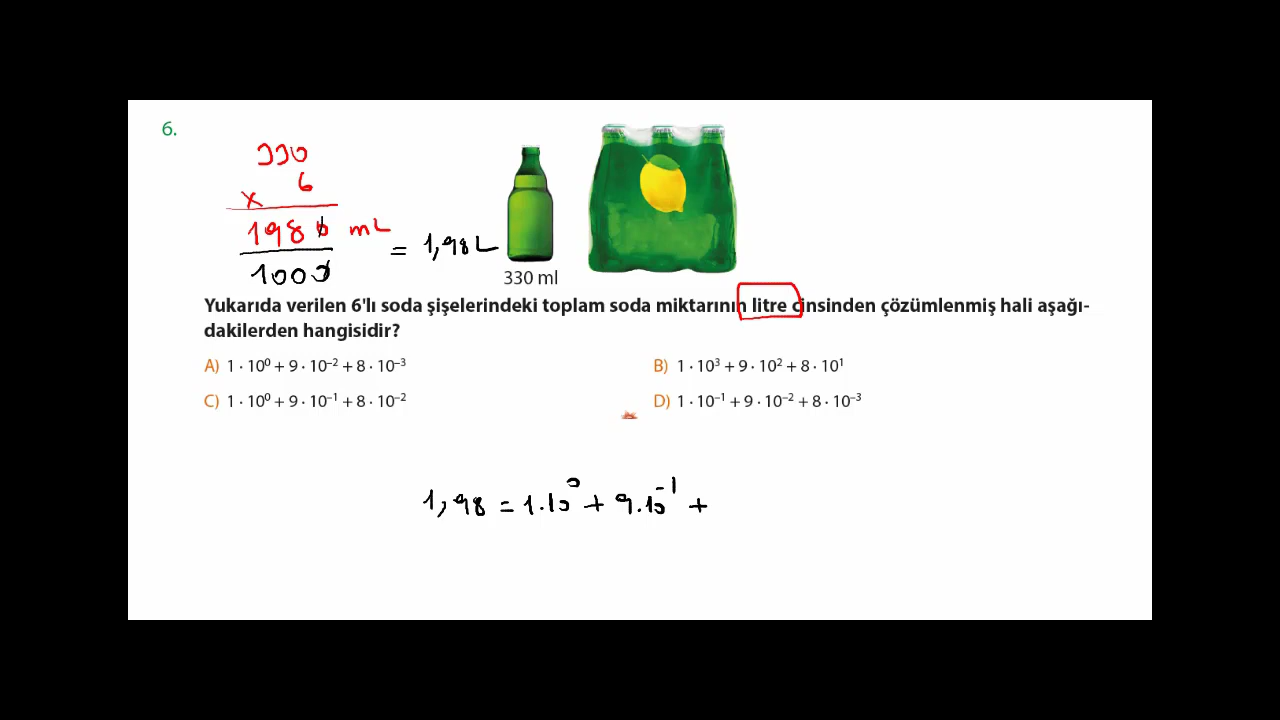 6.
330
x 6
1980 mL
1000
= 1,98 L
330 ml
Yukarıda verilen 6'lı soda şişelerindeki toplam soda miktarının litre cinsinden çözümlenmiş hali aşağı-
dakilerden hangisidir?
A) 1 · 10⁰ + 9 · 10⁻² + 8 · 10⁻³
B) 1 · 10³ + 9 · 10² + 8 · 10¹
C) 1 · 10⁰ + 9 · 10⁻¹ + 8 · 10⁻²
D) 1 · 10⁻¹ + 9 · 10⁻² + 8 · 10⁻³
1,98 = 1.10⁰ + 9.10⁻¹ +